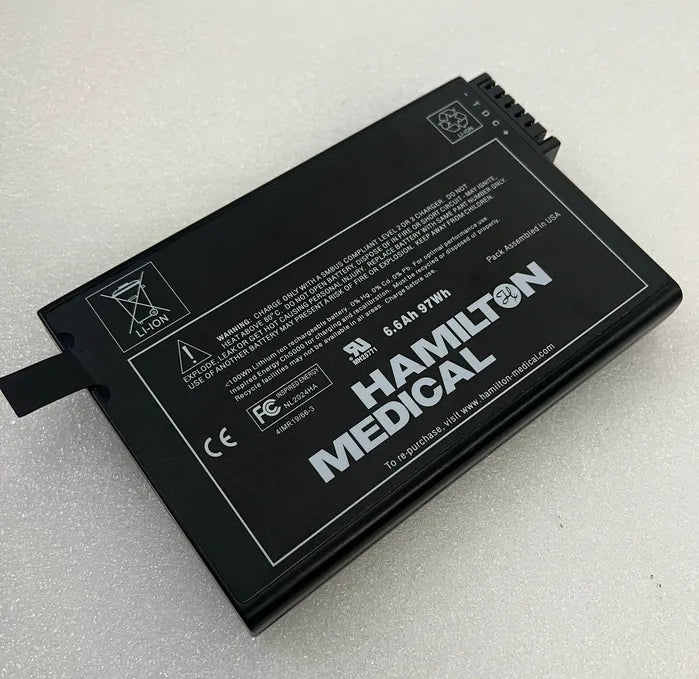 - T D C +
LI-ION
LI-ION
WARNING: CHARGE ONLY WITH A SMBUS COMPLIANT LEVEL 2 OR 3 CHARGER. DO NOT
HEAT ABOVE 80°C. DO NOT OPEN BATTERY, DISPOSE OF IN FIRE OR SHORT CIRCUIT - MAY IGNITE,
EXPLODE, LEAK OR GET HOT CAUSING PERSONAL INJURY. REPLACE BATTERY WITH SAME PART NUMBER ONLY.
USE OF ANOTHER BATTERY MAY PRESENT A RISK OF FIRE OR EXPLOSION. KEEP AWAY FROM CHILDREN.
<100Wh Lithium Ion rechargeable battery. 0% Hg, 0% Cd, 0% Pb. For optimal performance use
Inspired Energy CH5000 for charging and recalibration. Must be recycled or disposed of properly.
Recycle facilities may not be available in all areas.
Pack Assembled in USA
6.6Ah 97Wh
MH29771
FC INSPIRED ENERGY
NL2024HA
4IMR19/66-3
CE
HAMILTON
MEDICAL
To re-purchase, visit www.hamilton-medical.com